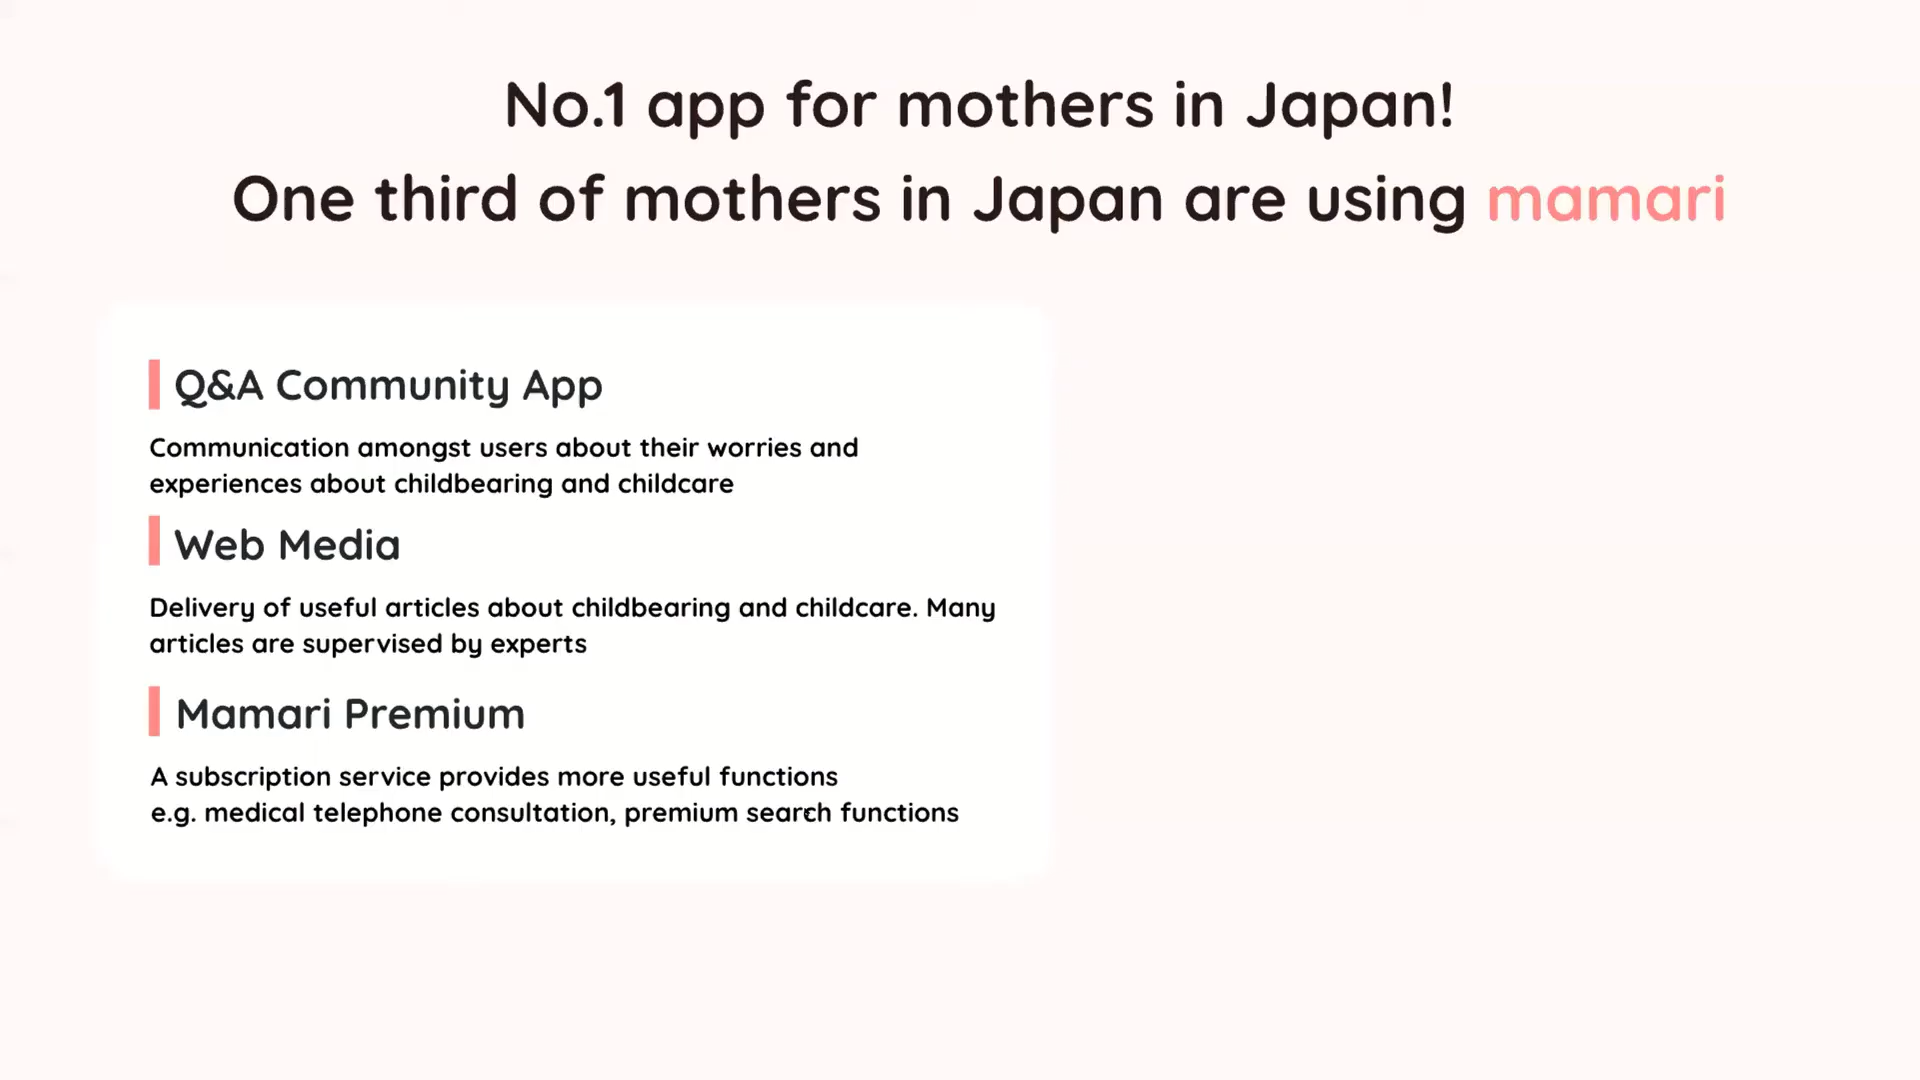 No.1 app for mothers in Japan!
One third of mothers in Japan are using mamari
Q&A Community App
Communication amongst users about their worries and
experiences about childbearing and childcare
Web Media
Delivery of useful articles about childbearing and childcare. Many
articles are supervised by experts
Mamari Premium
A subscription service provides more useful functions
e.g. medical telephone consultation, premium search functions